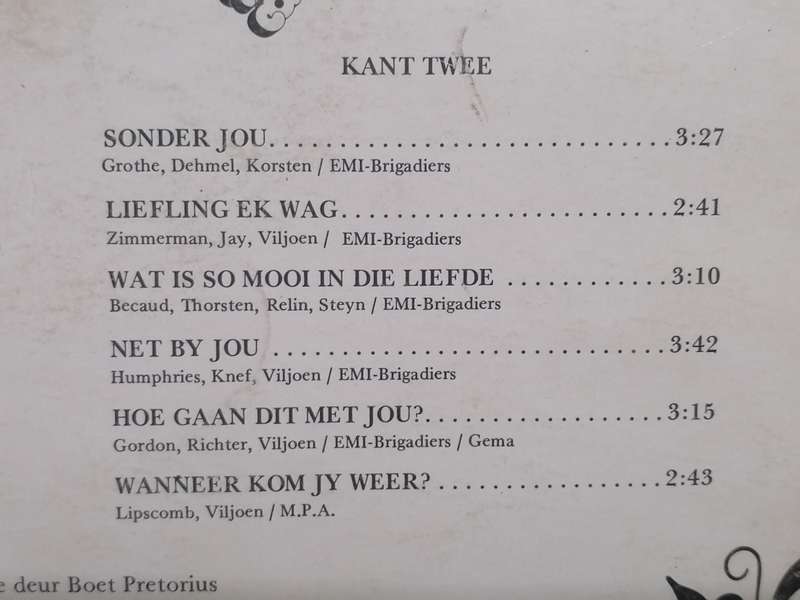 KANT TWEE
SONDER JOU..............................3:27
Grothe, Dehmel, Korsten / EMI-Brigadiers
LIEFLING EK WAG.........................2:41
Zimmerman, Jay, Viljoen / EMI-Brigadiers
WAT IS SO MOOI IN DIE LIEFDE ............3:10
Becaud, Thorsten, Relin, Steyn / EMI-Brigadiers
NET BY JOU ..............................3:42
Humphries, Knef, Viljoen / EMI-Brigadiers
HOE GAAN DIT MET JOU?..................3:15
Gordon, Richter, Viljoen / EMI-Brigadiers / Gema
WANNEER KOM JY WEER? .................2:43
Lipscomb, Viljoen / M.P.A.
deur Boet Pretorius